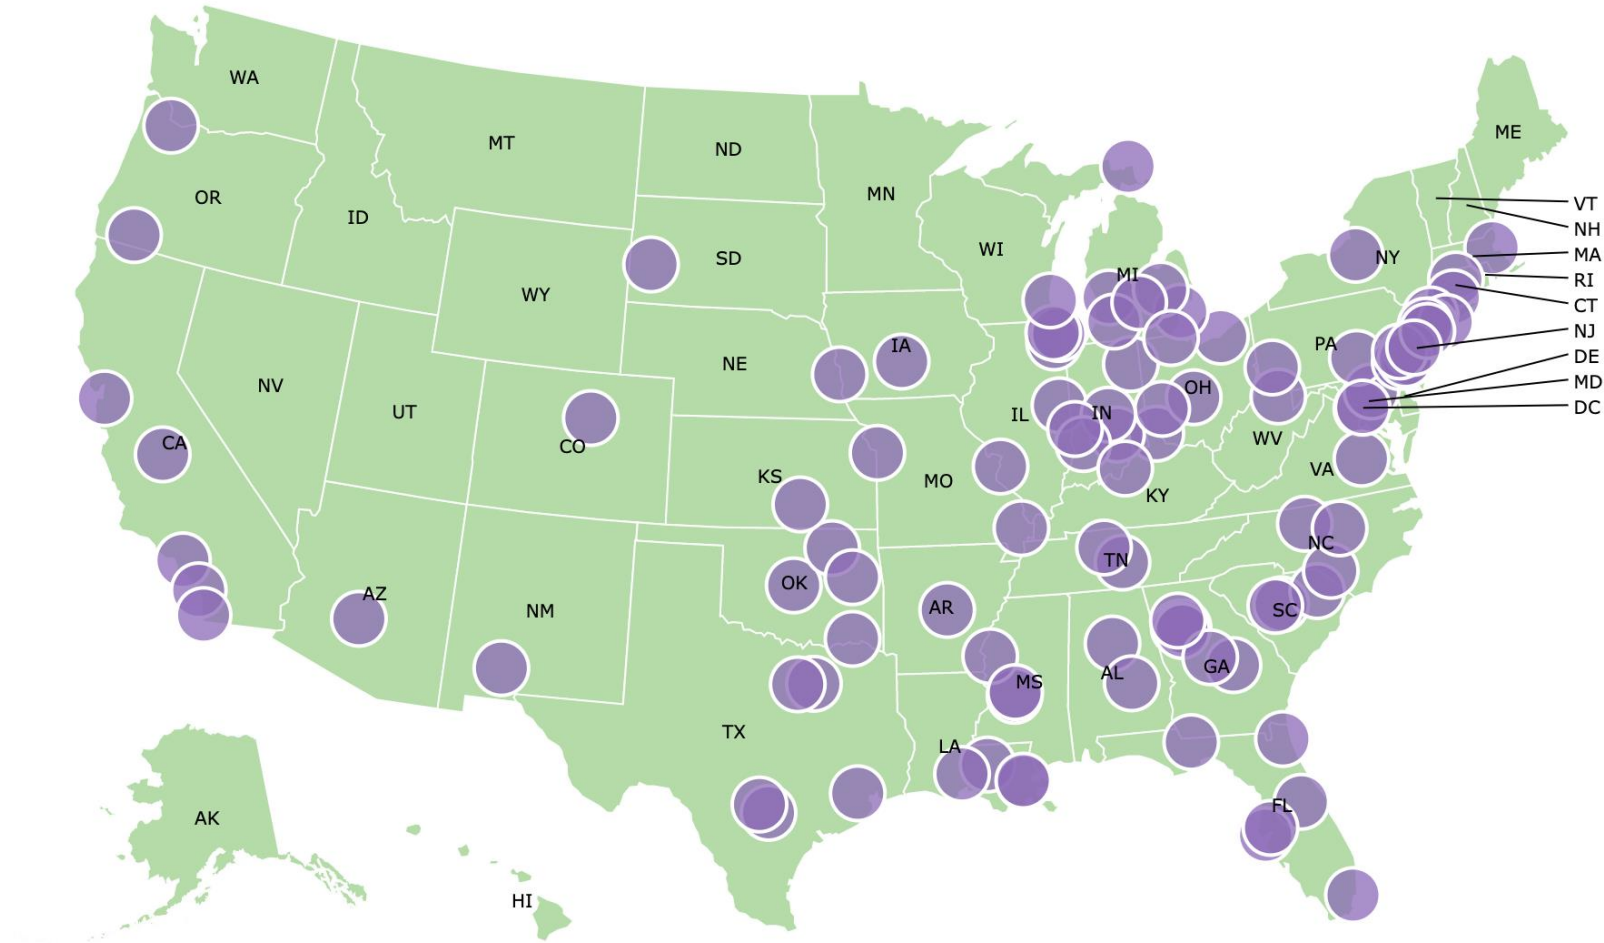 WA
MT
ND
MN
ME
OR
ID
SD
WI
MI
NY
VT
NH
MA
RI
CT
NJ
DE
MD
DC
WY
NE
IA
PA
NV
UT
CO
IL
IN
OH
CA
KS
MO
WV
VA
KY
AZ
NM
OK
AR
TN
NC
SC
TX
LA
MS
AL
GA
FL
AK
HI